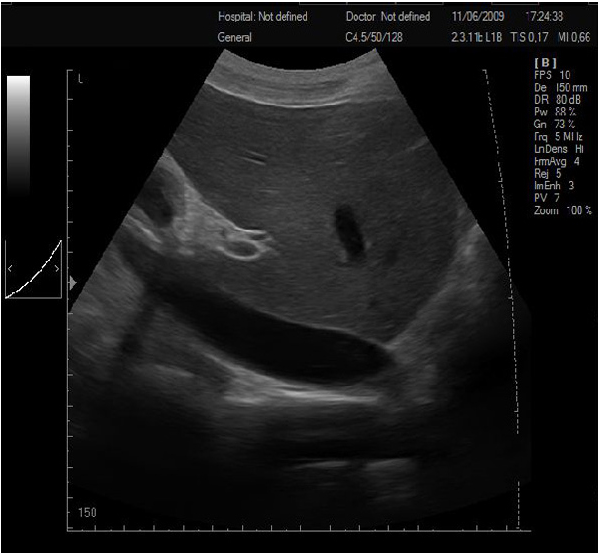 Hospital: Not defined Doctor Not defined 11/06/2009 17:24:38
General C4.5/50/128 2.3.11b L1B TIS 0,17 MI 0,66
[ B ]
FPS 10
De 150 mm
DR 80 dB
Pw 88 %
Gn 73 %
Frq 5 MHz
LnDens Hi
FrmAvg 4
Rej 5
ImEnh 3
PV 7
Zoom 100 %
L
150